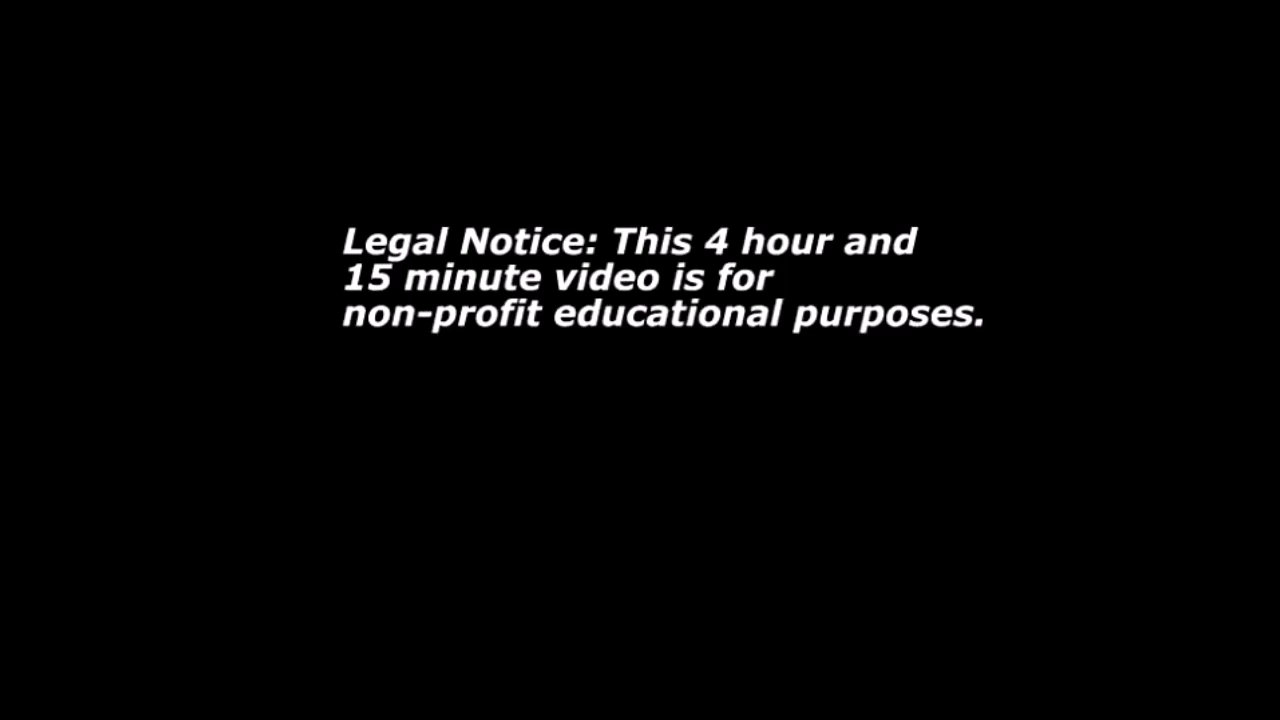 Legal Notice: This 4 hour and
15 minute video is for
non-profit educational purposes.